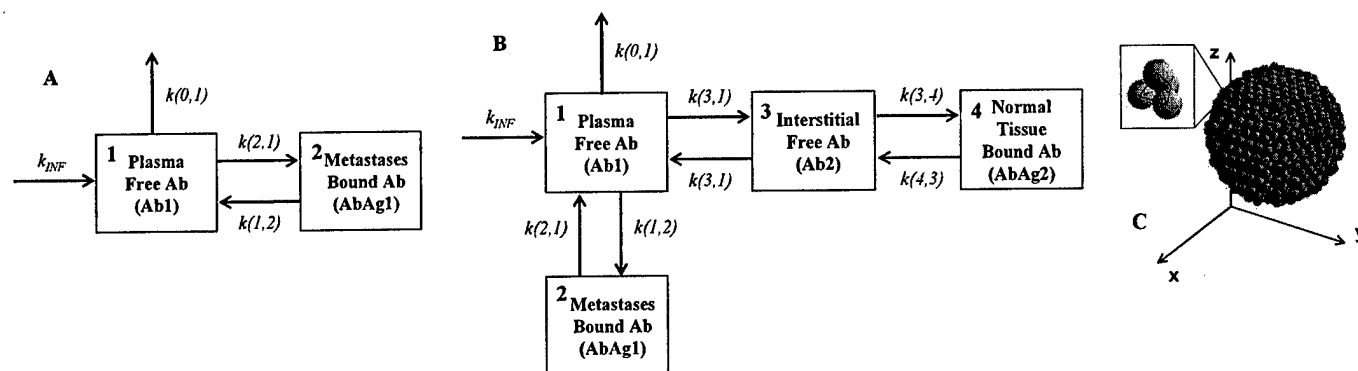 A
k(0,1)
k_INF
1 Plasma
Free Ab
(Ab1)
k(2,1)
k(1,2)
2 Metastases
Bound Ab
(AbAg1)
B
k(0,1)
k_INF
1 Plasma
Free Ab
(Ab1)
k(3,1)
k(3,1)
3 Interstitial
Free Ab
(Ab2)
k(3,4)
k(4,3)
4 Normal
Tissue
Bound Ab
(AbAg2)
k(2,1)
k(1,2)
2 Metastases
Bound Ab
(AbAg1)
C
z
y
x